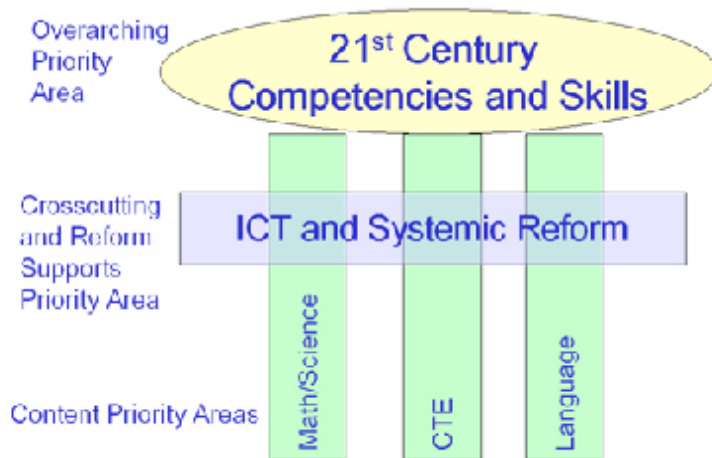 Overarching
Priority
Area
21st Century
Competencies and Skills
Crosscutting
and Reform
Supports
Priority Area
ICT and Systemic Reform
Content Priority Areas
Math/Science
CTE
Language